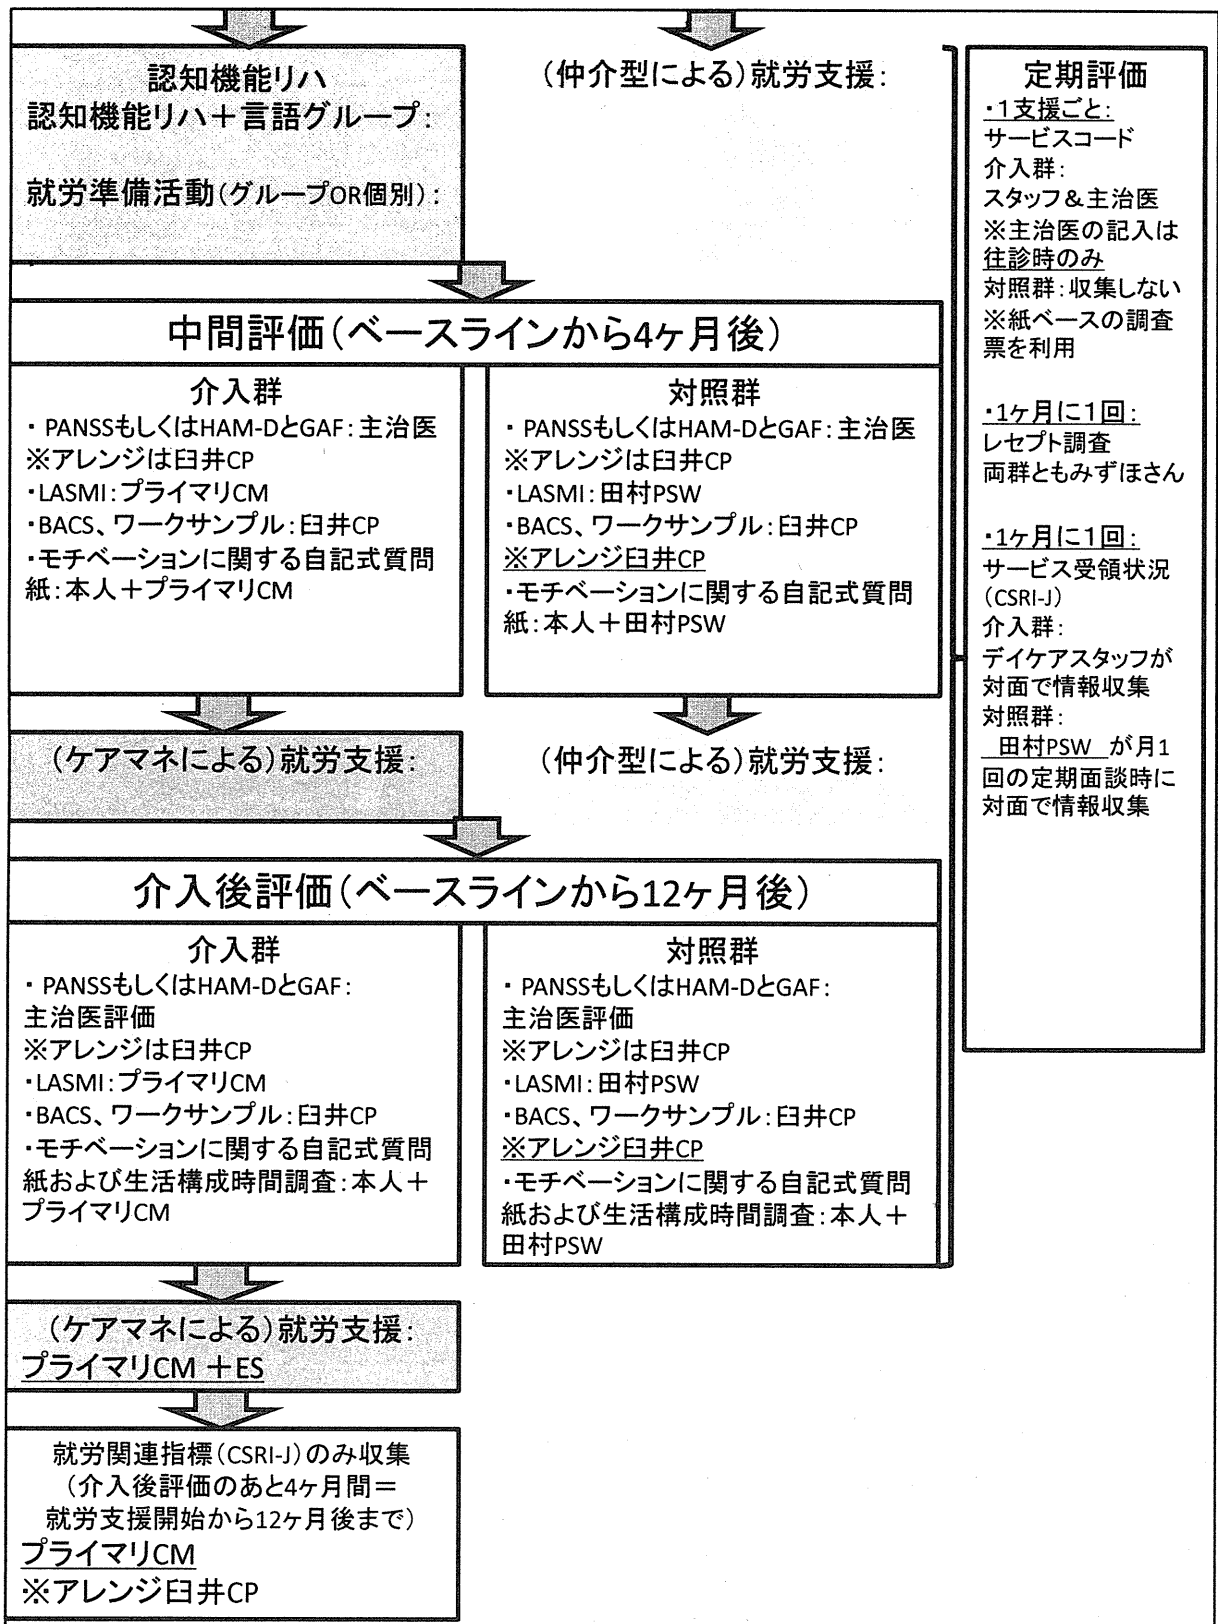 認知機能リハ
認知機能リハ＋言語グループ：
就労準備活動（グループOR個別）：
（仲介型による）就労支援：
中間評価（ベースラインから4ヶ月後）
介入群
・PANSSもしくはHAM-DとGAF：主治医
※アレンジは臼井CP
・LASMI：プライマリCM
・BACS、ワークサンプル：臼井CP
・モチベーションに関する自記式質問
紙：本人＋プライマリCM
対照群
・PANSSもしくはHAM-DとGAF：主治医
※アレンジは臼井CP
・LASMI：田村PSW
・BACS、ワークサンプル：臼井CP
※アレンジ臼井CP
・モチベーションに関する自記式質問
紙：本人＋田村PSW
（ケアマネによる）就労支援：
（仲介型による）就労支援：
介入後評価（ベースラインから12ヶ月後）
介入群
・PANSSもしくはHAM-DとGAF：
主治医評価
※アレンジは臼井CP
・LASMI：プライマリCM
・BACS、ワークサンプル：臼井CP
・モチベーションに関する自記式質問
紙および生活構成時間調査：本人＋
プライマリCM
対照群
・PANSSもしくはHAM-DとGAF：
主治医評価
※アレンジは臼井CP
・LASMI：田村PSW
・BACS、ワークサンプル：臼井CP
※アレンジ臼井CP
・モチベーションに関する自記式質問
紙および生活構成時間調査：本人＋
田村PSW
（ケアマネによる）就労支援：
プライマリCM ＋ES
就労関連指標（CSRI-J）のみ収集
（介入後評価のあと4ヶ月間＝
就労支援開始から12ヶ月後まで）
プライマリCM
※アレンジ臼井CP
定期評価
・1支援ごと：
サービスコード
介入群：
スタッフ＆主治医
※主治医の記入は
往診時のみ
対照群：収集しない
※紙ベースの調査
票を利用
・1ヶ月に1回：
レセプト調査
両群ともみずほさん
・1ヶ月に1回：
サービス受領状況
（CSRI-J）
介入群：
デイケアスタッフが
対面で情報収集
対照群：
田村PSW が月1
回の定期面談時に
対面で情報収集